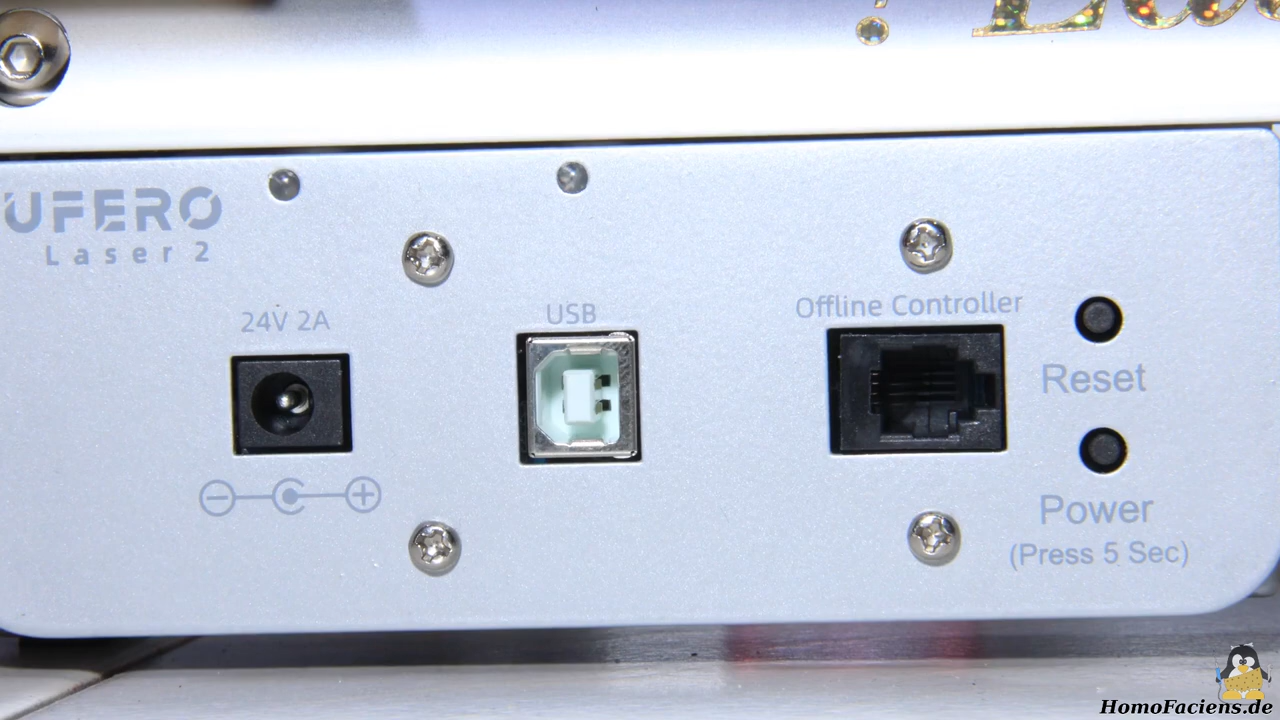 UFERO
Laser 2
24V 2A
USB
Offline Controller
Reset
Power
(Press 5 Sec)
HomoFaciens.de